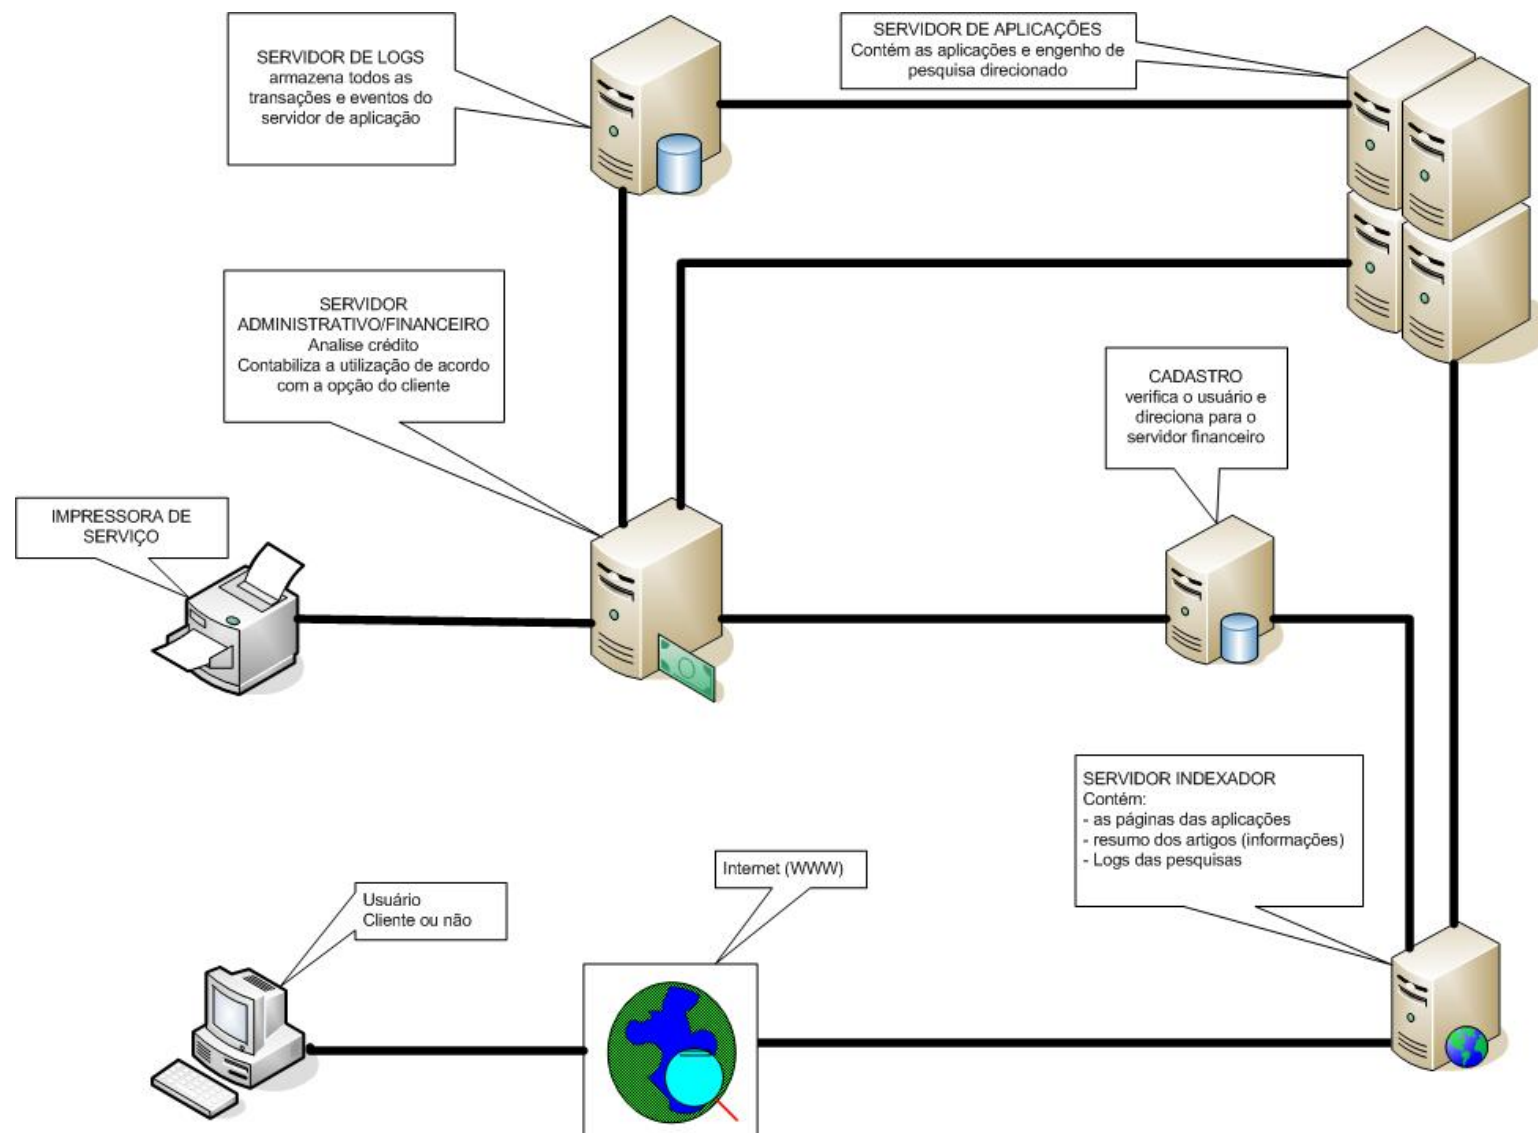 SERVIDOR DE LOGS
armazena todos as
transações e eventos do
servidor de aplicação
SERVIDOR DE APLICAÇÕES
Contém as aplicações e engenho de
pesquisa direcionado
SERVIDOR
ADMINISTRATIVO/FINANCEIRO
Analise crédito
Contabiliza a utilização de acordo
com a opção do cliente
CADASTRO
verifica o usuário e
direciona para o
servidor financeiro
IMPRESSORA DE
SERVIÇO
SERVIDOR INDEXADOR
Contém:
- as páginas das aplicações
- resumo dos artigos (informações)
- Logs das pesquisas
Internet (WWW)
Usuário
Cliente ou não